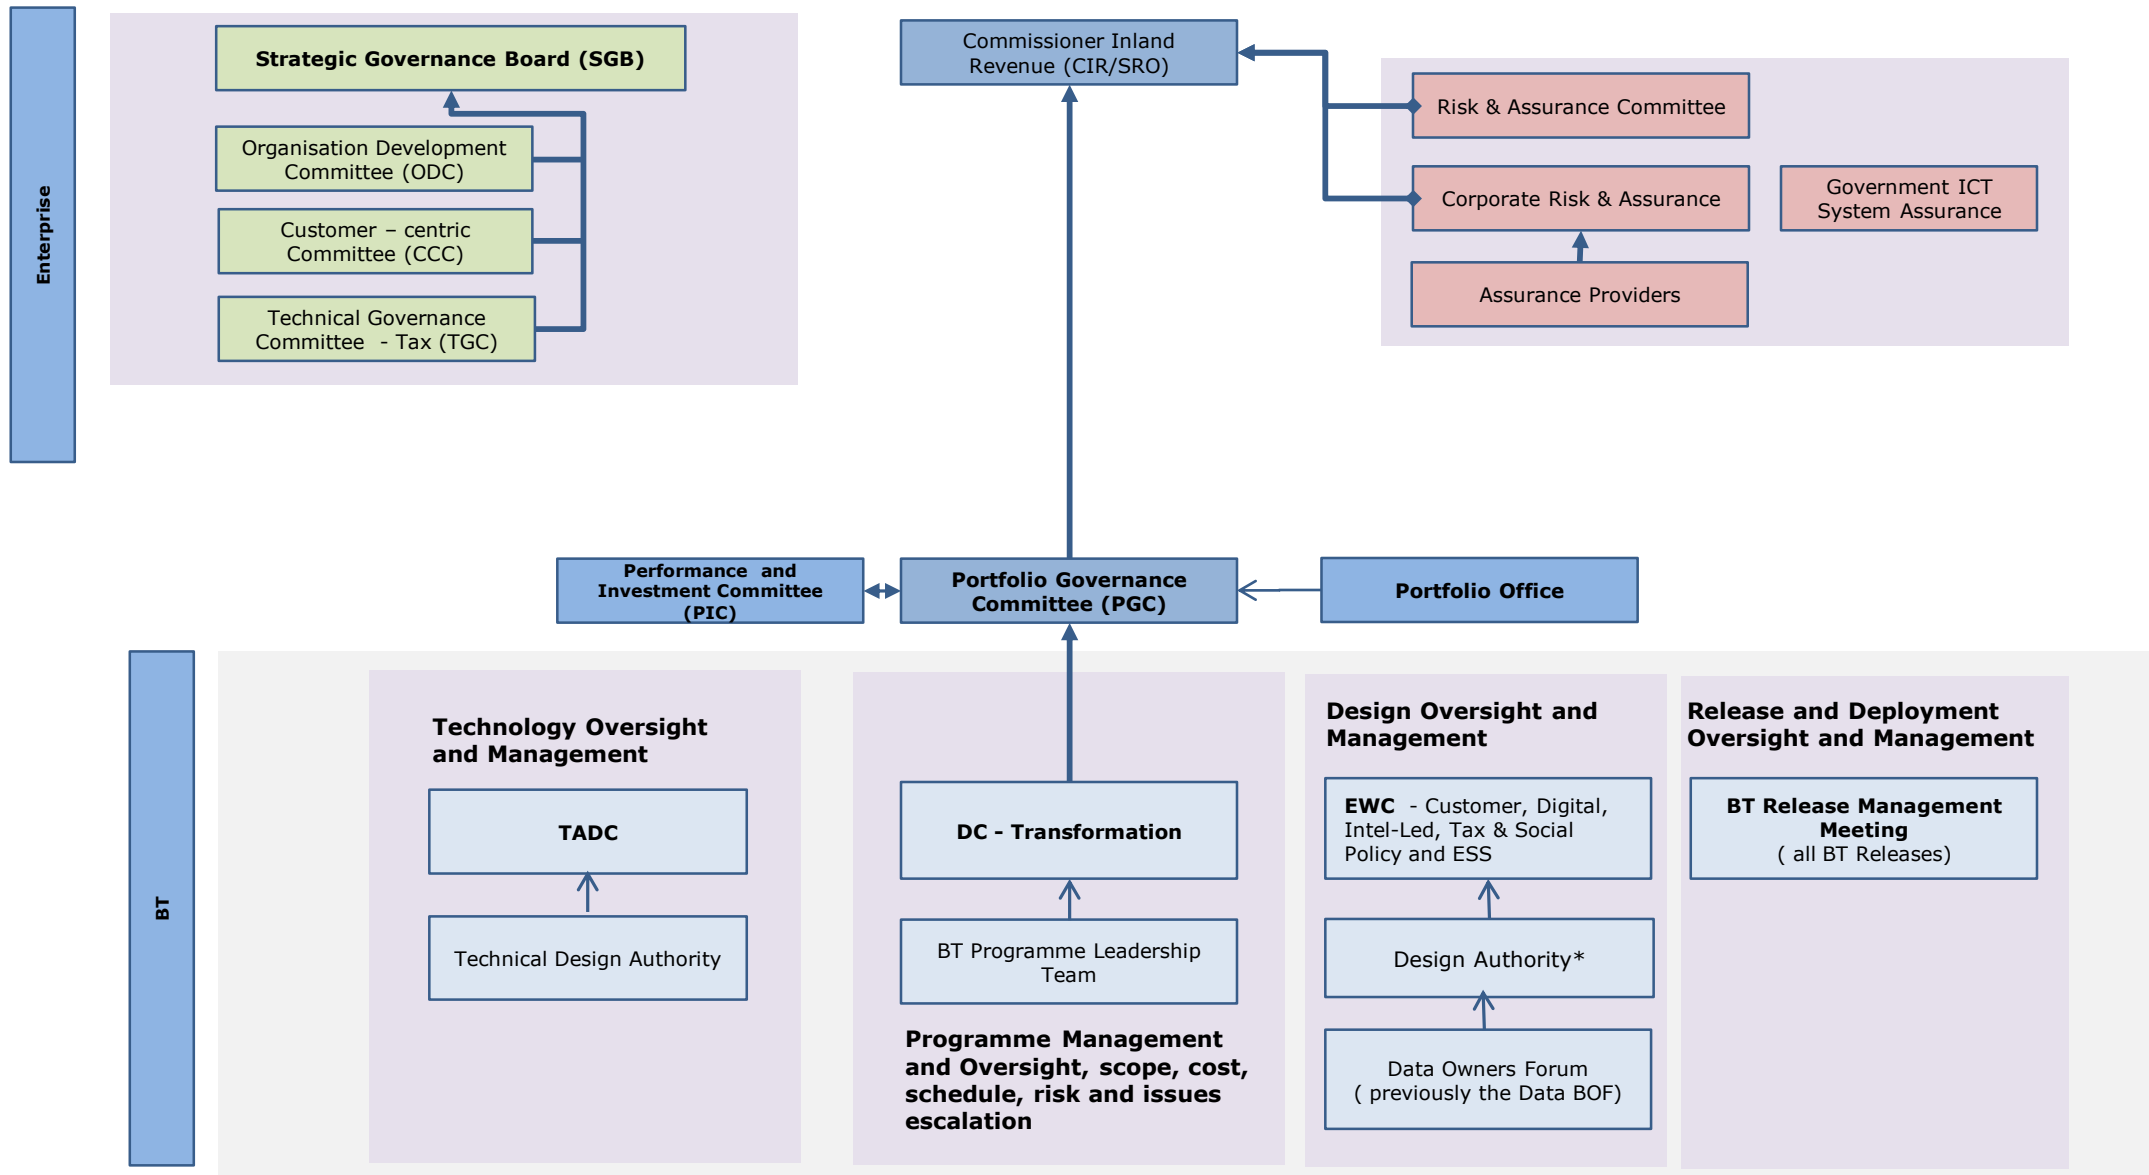 Enterprise
Strategic Governance Board (SGB)
Organisation Development
Committee (ODC)
Customer – centric
Committee (CCC)
Technical Governance
Committee - Tax (TGC)
Commissioner Inland
Revenue (CIR/SRO)
Risk & Assurance Committee
Corporate Risk & Assurance
Government ICT
System Assurance
Assurance Providers
Performance and
Investment Committee
(PIC)
Portfolio Governance
Committee (PGC)
Portfolio Office
BT
Technology Oversight
and Management
TADC
Technical Design Authority
DC - Transformation
BT Programme Leadership
Team
Programme Management
and Oversight, scope, cost,
schedule, risk and issues
escalation
Design Oversight and
Management
EWC - Customer, Digital,
Intel-Led, Tax & Social
Policy and ESS
Design Authority*
Data Owners Forum
( previously the Data BOF)
Release and Deployment
Oversight and Management
BT Release Management
Meeting
( all BT Releases)